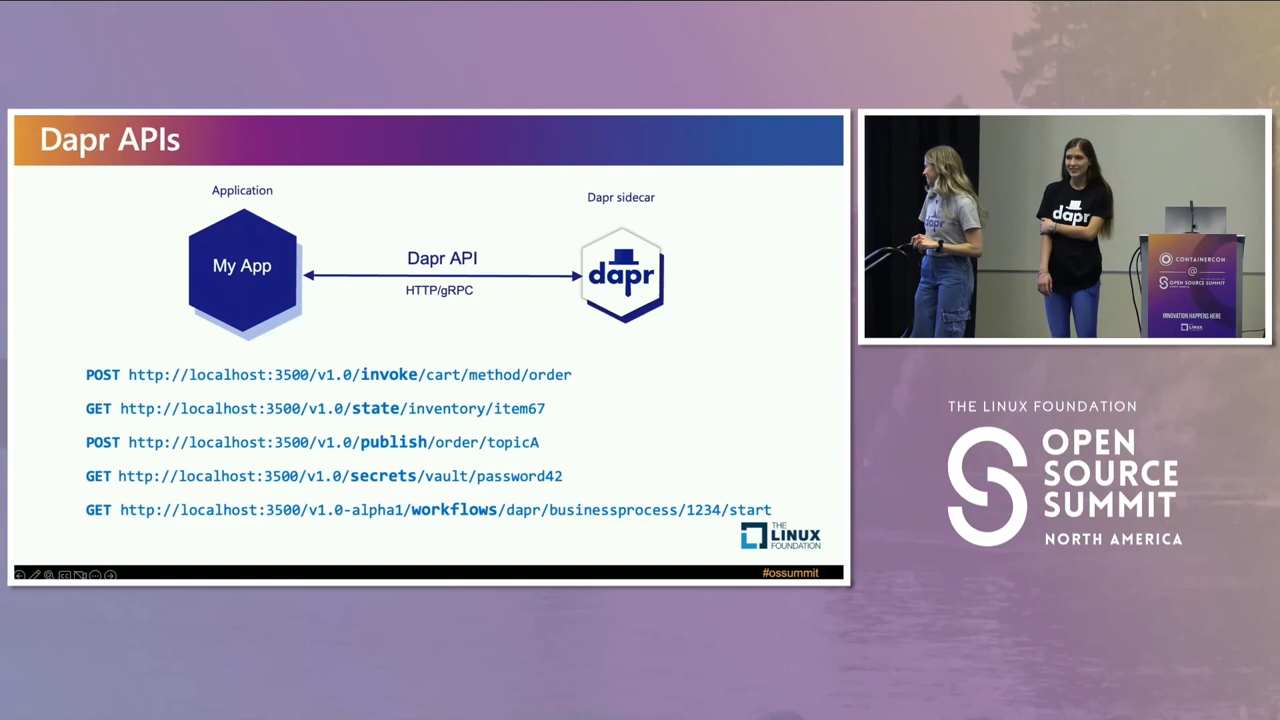 Dapr APIs
Application
Dapr sidecar
My App
Dapr API
HTTP/gRPC
dapr
POST http://localhost:3500/v1.0/invoke/cart/method/order
GET http://localhost:3500/v1.0/state/inventory/item67
POST http://localhost:3500/v1.0/publish/order/topicA
GET http://localhost:3500/v1.0/secrets/vault/password42
GET http://localhost:3500/v1.0-alpha1/workflows/dapr/businessprocess/1234/start
THE
LINUX
FOUNDATION
#ossummit
dapr
dapr
CONTAINERCON
@
OPEN SOURCE SUMMIT
NORTH AMERICA
INNOVATION HAPPENS HERE
LINUX
THE LINUX FOUNDATION
OPEN
SOURCE
SUMMIT
NORTH AMERICA